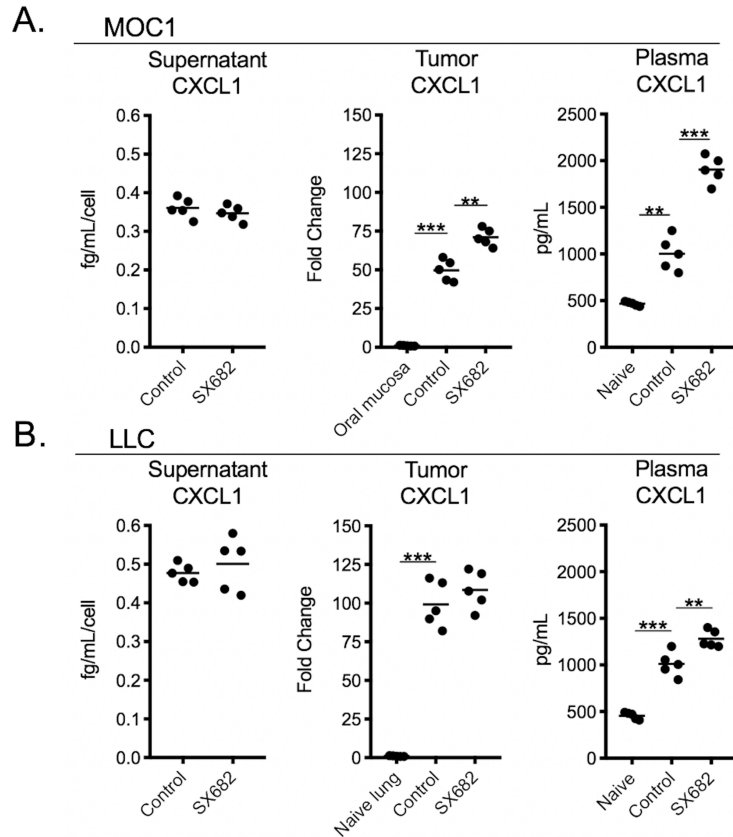 A.
MOC1
Supernatant
CXCL1
fg/mL/cell
0.6
0.5
0.4
0.3
0.2
0.1
0.0
Control
SX682
Tumor
CXCL1
Fold Change
150
125
100
75
50
25
0
***
**
Oral mucosa
Control
SX682
Plasma
CXCL1
pg/mL
2500
2000
1500
1000
500
0
**
***
Naive
Control
SX682
B.
LLC
Supernatant
CXCL1
fg/mL/cell
0.6
0.5
0.4
0.3
0.2
0.1
0.0
Control
SX682
Tumor
CXCL1
Fold Change
150
125
100
75
50
25
0
***
Naive lung
Control
SX682
Plasma
CXCL1
pg/mL
2500
2000
1500
1000
500
0
***
**
Naive
Control
SX682